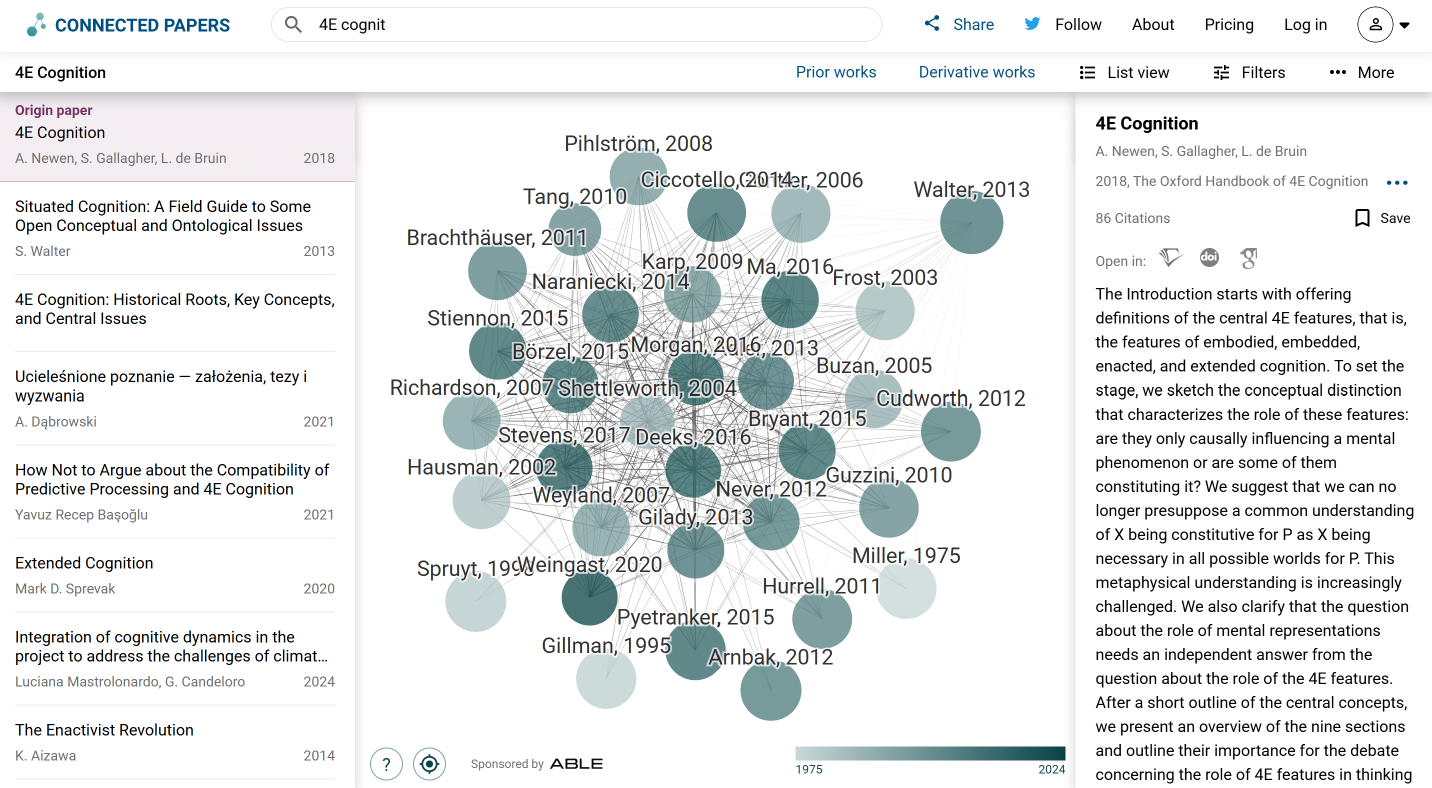 CONNECTED PAPERS
4E cognit
Share
Follow
About
Pricing
Log in
4E Cognition
Prior works
Derivative works
List view
Filters
More
Origin paper
4E Cognition
A. Newen, S. Gallagher, L. de Bruin 2018
Situated Cognition: A Field Guide to Some
Open Conceptual and Ontological Issues
S. Walter 2013
4E Cognition: Historical Roots, Key Concepts,
and Central Issues
Ucieleśnione poznanie — założenia, tezy i
wyzwania
A. Dąbrowski 2021
How Not to Argue about the Compatibility of
Predictive Processing and 4E Cognition
Yavuz Recep Başoğlu 2021
Extended Cognition
Mark D. Sprevak 2020
Integration of cognitive dynamics in the
project to address the challenges of climat...
Luciana Mastrolonardo, G. Candeloro 2024
The Enactivist Revolution
K. Aizawa 2014
Pihlström, 2008
Ciccotello, 2014
2006
Walter, 2013
Tang, 2010
Brachthäuser, 2011
Karp, 2009
Ma, 2016
Frost, 2003
Naraniecki, 2014
Stiennon, 2015
Börzel, 2015
Morgan, 2016
2013
Buzan, 2005
Richardson, 2007
Shettleworth, 2004
Cudworth, 2012
Bryant, 2015
Stevens, 2017
Deeks, 2016
Hausman, 2002
Guzzini, 2010
Weyland, 2007
Never, 2012
Gilady, 2013
Miller, 1975
Spruyt,
Weingast, 2020
Hurrell, 2011
Pyetranker, 2015
Gillman, 1995
Arnbak, 2012
?
Sponsored by ABLE
1975 2024
4E Cognition
A. Newen, S. Gallagher, L. de Bruin
2018, The Oxford Handbook of 4E Cognition
86 Citations
Save
Open in:
doi
The Introduction starts with offering
definitions of the central 4E features, that is,
the features of embodied, embedded,
enacted, and extended cognition. To set the
stage, we sketch the conceptual distinction
that characterizes the role of these features:
are they only causally influencing a mental
phenomenon or are some of them
constituting it? We suggest that we can no
longer presuppose a common understanding
of X being constitutive for P as X being
necessary in all possible worlds for P. This
metaphysical understanding is increasingly
challenged. We also clarify that the question
about the role of mental representations
needs an independent answer from the
question about the role of the 4E features.
After a short outline of the central concepts,
we present an overview of the nine sections
and outline their importance for the debate
concerning the role of 4E features in thinking